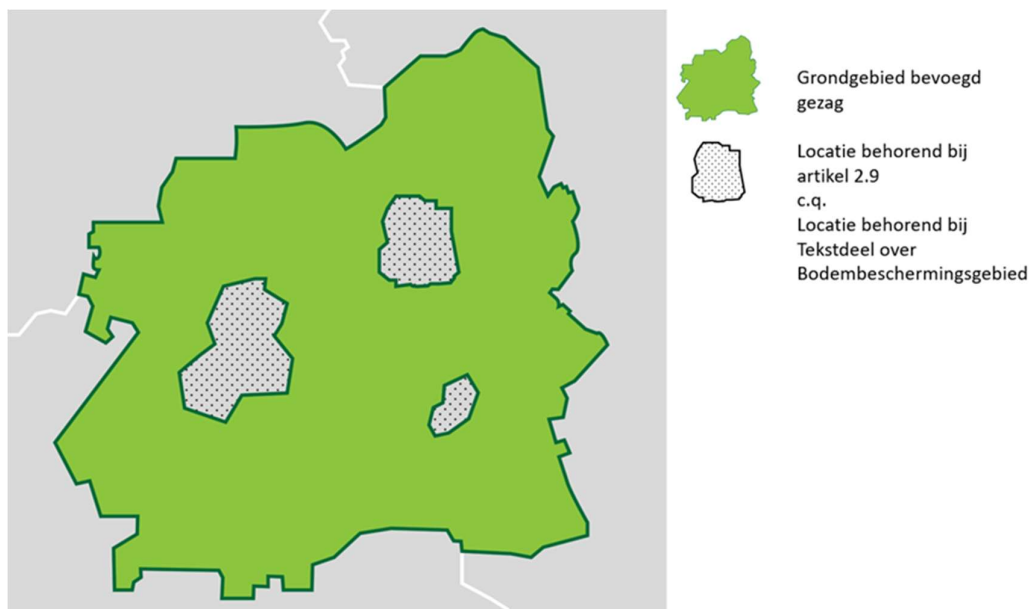 Grondgebied bevoegd
gezag
Locatie behorend bij
artikel 2.9
c.q.
Locatie behorend bij
Tekstdeel over
Bodembeschermingsgebied